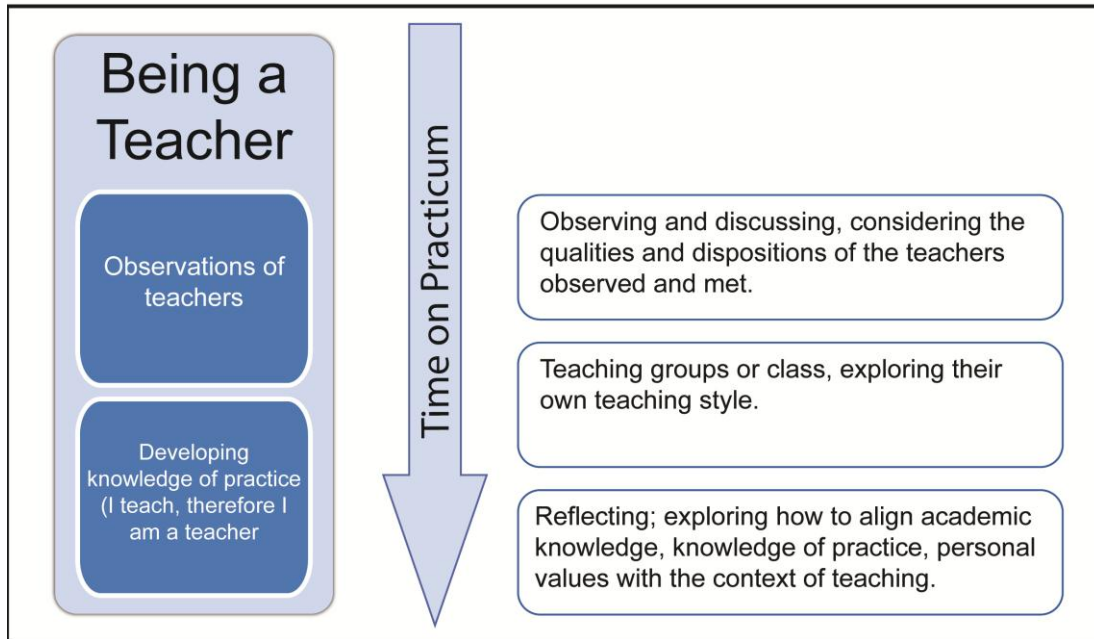 Being a
Teacher
Observations of
teachers
Developing
knowledge of practice
(I teach, therefore I
am a teacher
Time on Practicum
Observing and discussing, considering the
qualities and dispositions of the teachers
observed and met.
Teaching groups or class, exploring their
own teaching style.
Reflecting; exploring how to align academic
knowledge, knowledge of practice, personal
values with the context of teaching.